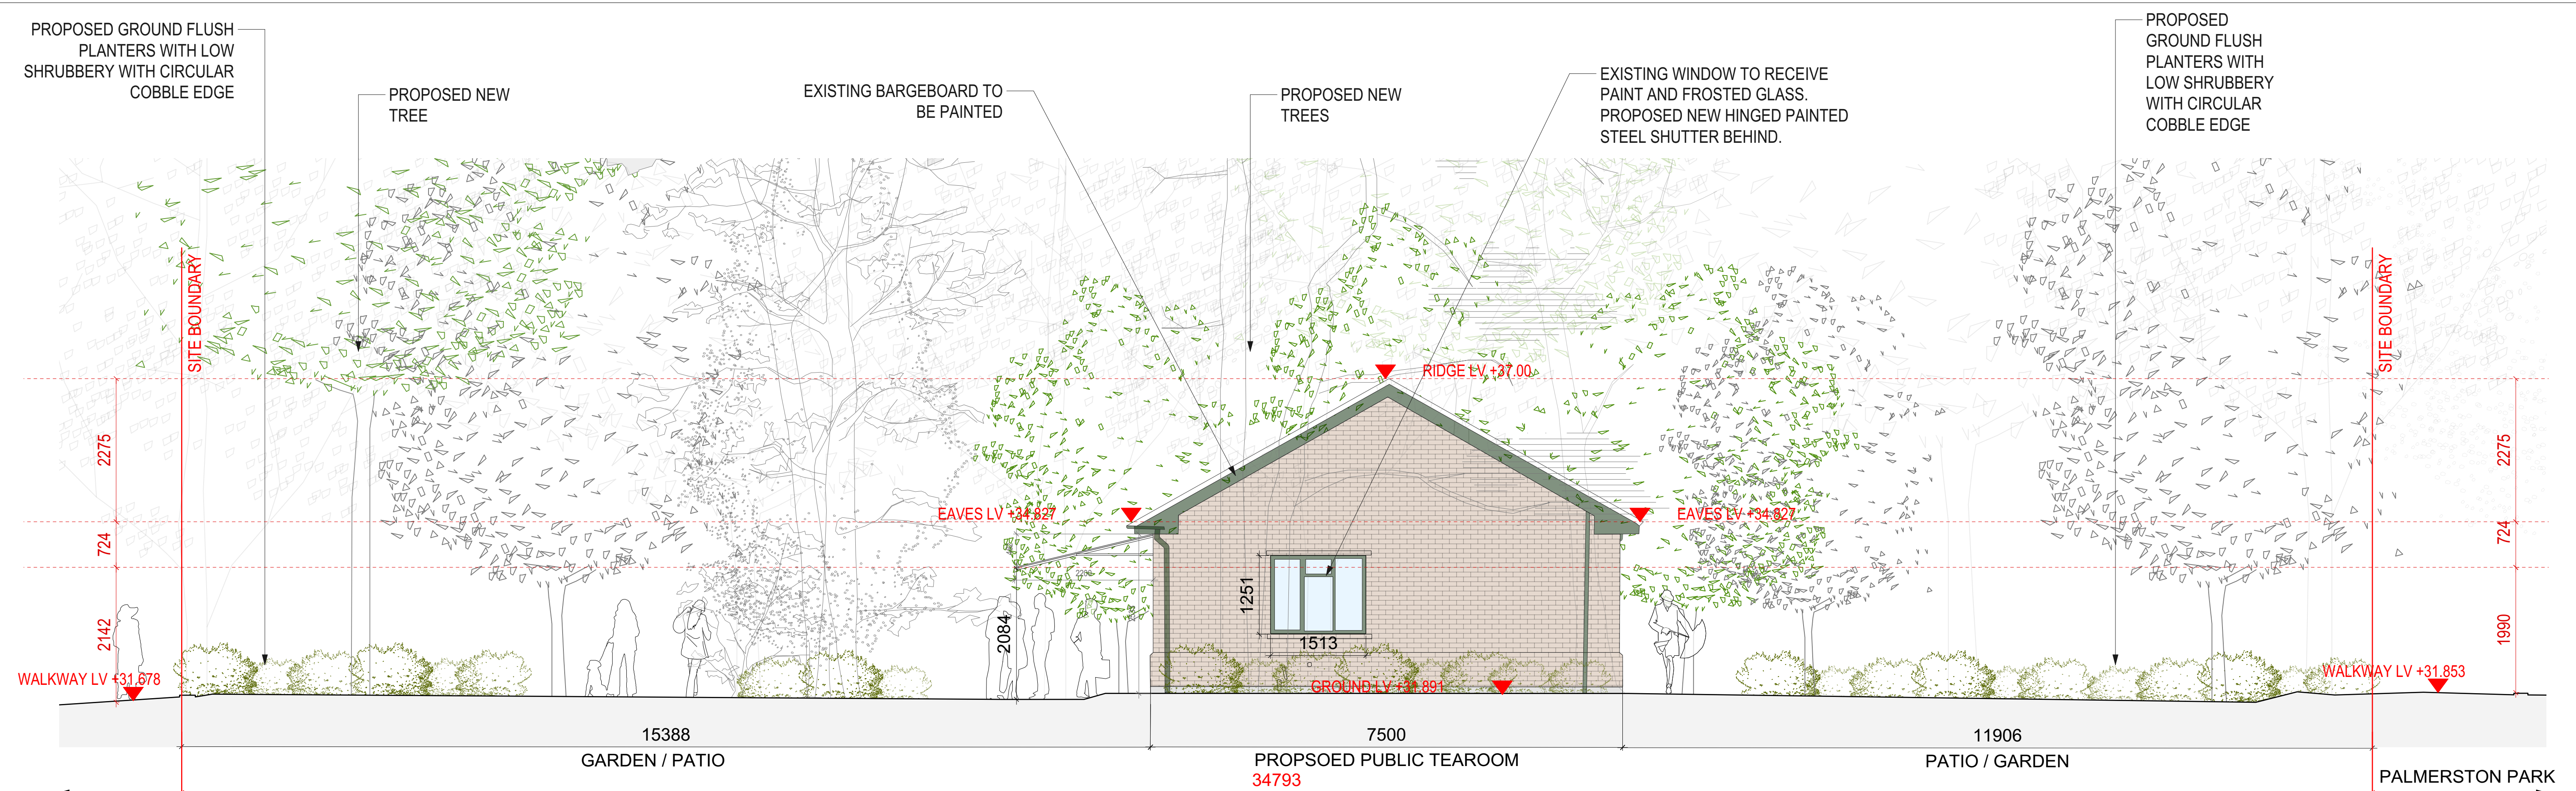 PROPOSED GROUND FLUSH
PLANTERS WITH LOW
SHRUBBERY WITH CIRCULAR
COBBLE EDGE
PROPOSED NEW
TREE
EXISTING BARGEBOARD TO
BE PAINTED
PROPOSED NEW
TREES
EXISTING WINDOW TO RECEIVE
PAINT AND FROSTED GLASS.
PROPOSED NEW HINGED PAINTED
STEEL SHUTTER BEHIND.
PROPOSED
GROUND FLUSH
PLANTERS WITH
LOW SHRUBBERY
WITH CIRCULAR
COBBLE EDGE
SITE BOUNDARY
SITE BOUNDARY
RIDGE LV +37.00
2275
2275
EAVES LV +34.827
EAVES LV +34.827
724
724
2142
2084
1251
1513
1990
WALKWAY LV +31.678
GROUND LV +31.891
WALKWAY LV +31.853
15388
7500
11906
GARDEN / PATIO
PROPSOED PUBLIC TEAROOM
PATIO / GARDEN
34793
PALMERSTON PARK